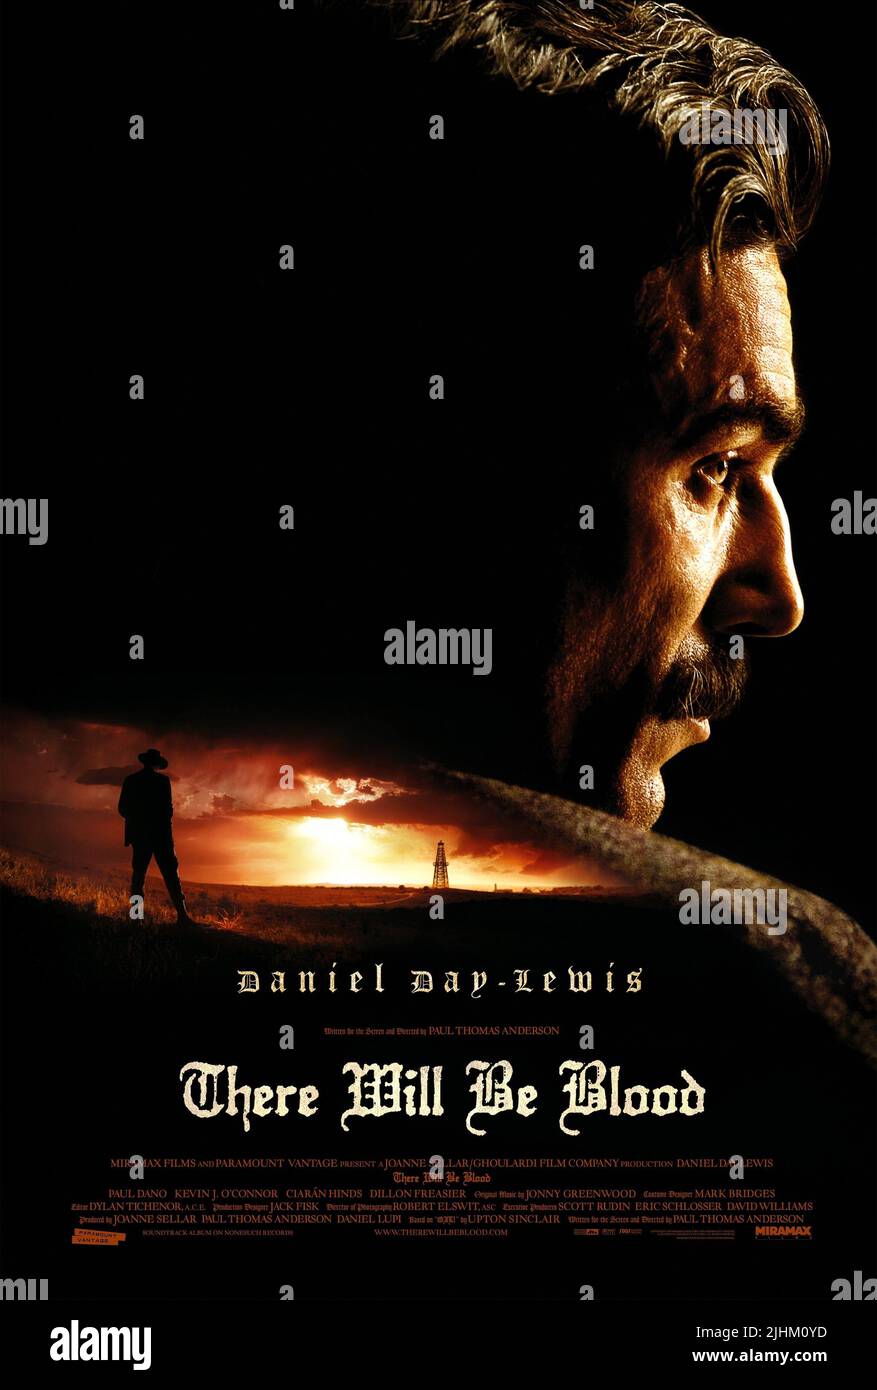 alamy
DANIEL DAY-LEWIS
Written for the Screen and Directed by PAUL THOMAS ANDERSON
There Will Be Blood
MIRAMAX FILMS AND PARAMOUNT VANTAGE PRESENT A JOANNE SELLAR/GHOULARDI FILM COMPANY PRODUCTION DANIEL DAY-LEWIS
There Will Be Blood
PAUL DANO KEVIN J. O'CONNOR CIARÁN HINDS DILLON FREASIER Original Music by JONNY GREENWOOD Costume Designer MARK BRIDGES
Editor DYLAN TICHENOR, A.C.E. Production Designer JACK FISK Director of Photography ROBERT ELSWIT, ASC Executive Producers SCOTT RUDIN ERIC SCHLOSSER DAVID WILLIAMS
Produced by JOANNE SELLAR PAUL THOMAS ANDERSON DANIEL LUPI Based on "OIL!" by UPTON SINCLAIR Written for the Screen and Directed by PAUL THOMAS ANDERSON
PARAMOUNT VANTAGE SOUNDTRACK ALBUM ON NONESUCH RECORDS WWW.THEREWILLBEBLOOD.COM dts MIRAMAX
alamy
Image ID: 2JHM0YD
www.alamy.com